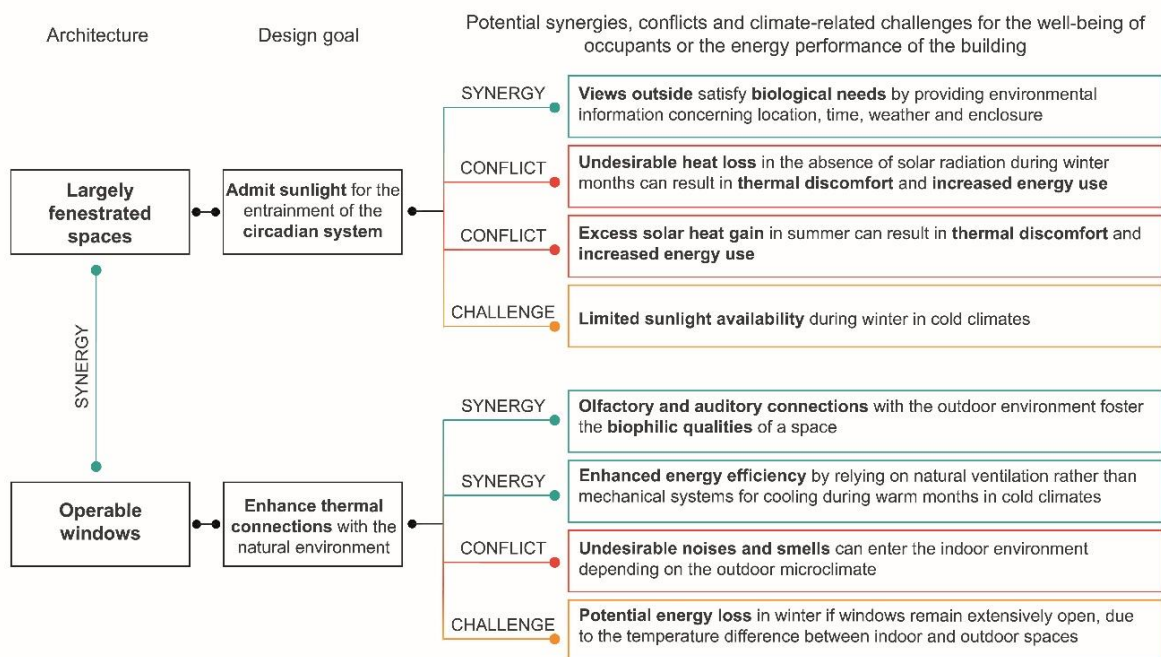 Architecture
Design goal
Potential synergies, conflicts and climate-related challenges for the well-being of
occupants or the energy performance of the building
Largely
fenestrated
spaces
Admit sunlight for the
entrainment of the
circadian system
SYNERGY
Views outside satisfy biological needs by providing environmental
information concerning location, time, weather and enclosure
CONFLICT
Undesirable heat loss in the absence of solar radiation during winter
months can result in thermal discomfort and increased energy use
CONFLICT
Excess solar heat gain in summer can result in thermal discomfort and
increased energy use
CHALLENGE
Limited sunlight availability during winter in cold climates
SYNERGY
Operable
windows
Enhance thermal
connections with the
natural environment
SYNERGY
Olfactory and auditory connections with the outdoor environment foster
the biophilic qualities of a space
SYNERGY
Enhanced energy efficiency by relying on natural ventilation rather than
mechanical systems for cooling during warm months in cold climates
CONFLICT
Undesirable noises and smells can enter the indoor environment
depending on the outdoor microclimate
CHALLENGE
Potential energy loss in winter if windows remain extensively open, due
to the temperature difference between indoor and outdoor spaces